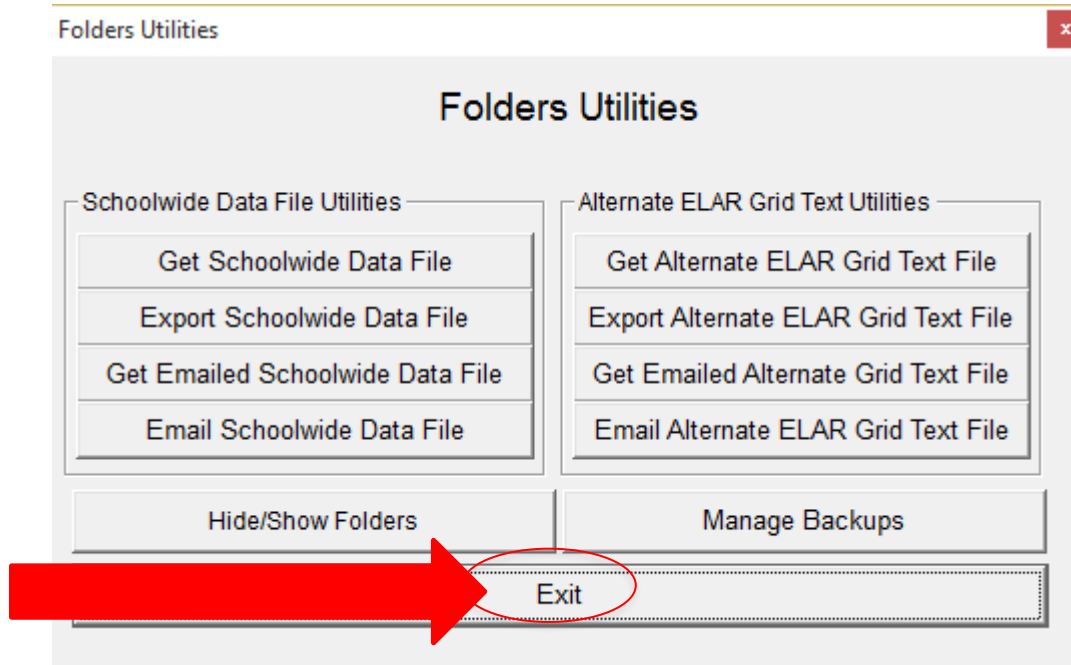 Folders Utilities
x
Folders Utilities
Schoolwide Data File Utilities
Get Schoolwide Data File
Export Schoolwide Data File
Get Emailed Schoolwide Data File
Email Schoolwide Data File
Alternate ELAR Grid Text Utilities
Get Alternate ELAR Grid Text File
Export Alternate ELAR Grid Text File
Get Emailed Alternate Grid Text File
Email Alternate ELAR Grid Text File
Hide/Show Folders
Manage Backups
Exit